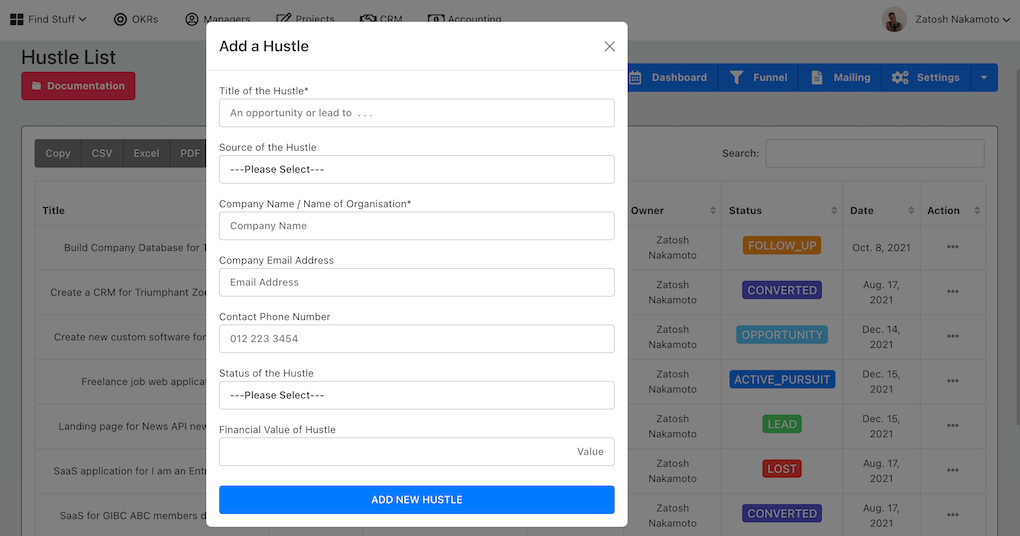 Find Stuff OKRs Managers Projects CRM Accounting Zatosh Nakamoto
Hustle List
Documentation
Dashboard Funnel Mailing Settings
Copy CSV Excel PDF
Search:
Title Owner Status Date Action
Build Company Database for
Zatosh Nakamoto
FOLLOW_UP
Oct. 8, 2021
Create a CRM for Triumphant
Zatosh Nakamoto
CONVERTED
Aug. 17, 2021
Create new custom software for
Zatosh Nakamoto
OPPORTUNITY
Dec. 14, 2021
Freelance job web
Zatosh Nakamoto
ACTIVE_PURSUIT
Dec. 15, 2021
Landing page for News API
Zatosh Nakamoto
LEAD
Dec. 15, 2021
SaaS application for I am an
Zatosh Nakamoto
LOST
Aug. 17, 2021
SaaS for GIBC ABC members
Zatosh Nakamoto
CONVERTED
Aug. 17, 2021
Add a Hustle
Title of the Hustle*
An opportunity or lead to . . .
Source of the Hustle
---Please Select---
Company Name / Name of Organisation*
Company Name
Company Email Address
Email Address
Contact Phone Number
012 223 3454
Status of the Hustle
---Please Select---
Financial Value of Hustle
Value
ADD NEW HUSTLE